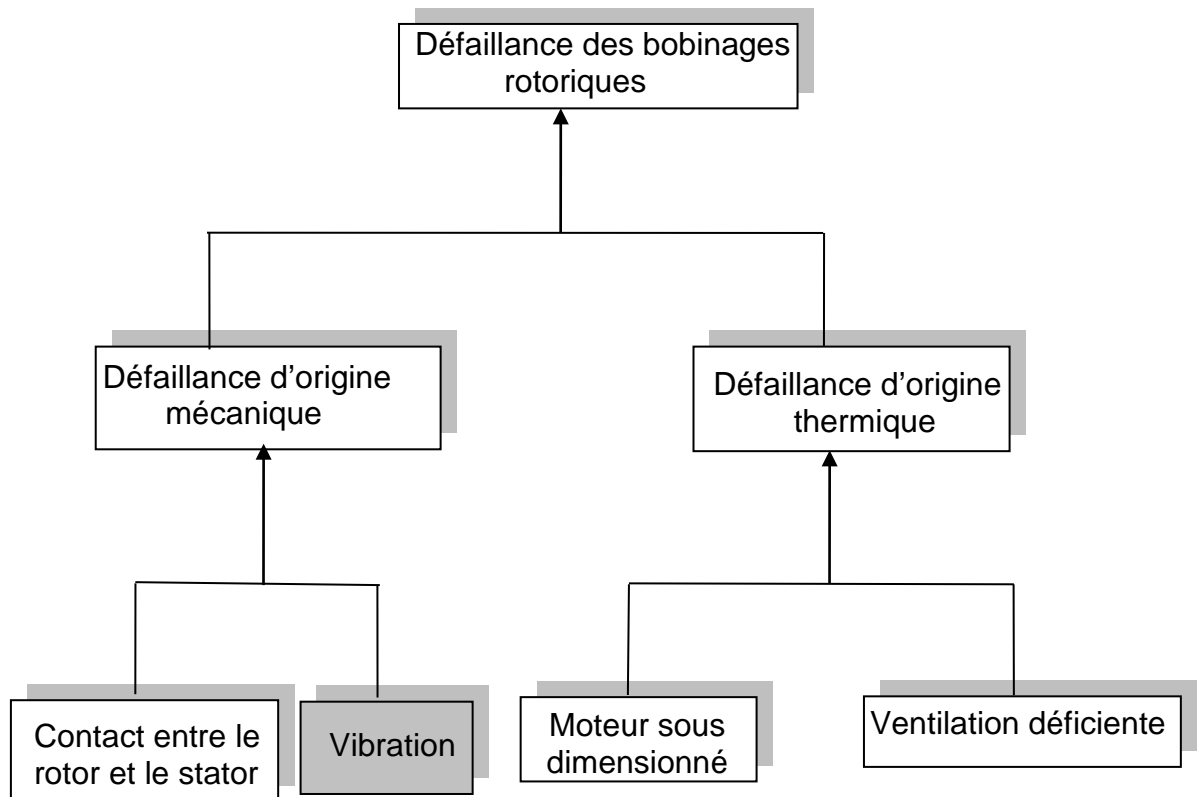 Défaillance des bobinages
rotoriques
Défaillance d’origine
mécanique
Défaillance d’origine
thermique
Contact entre le
rotor et le stator
Vibration
Moteur sous
dimensionné
Ventilation déficiente